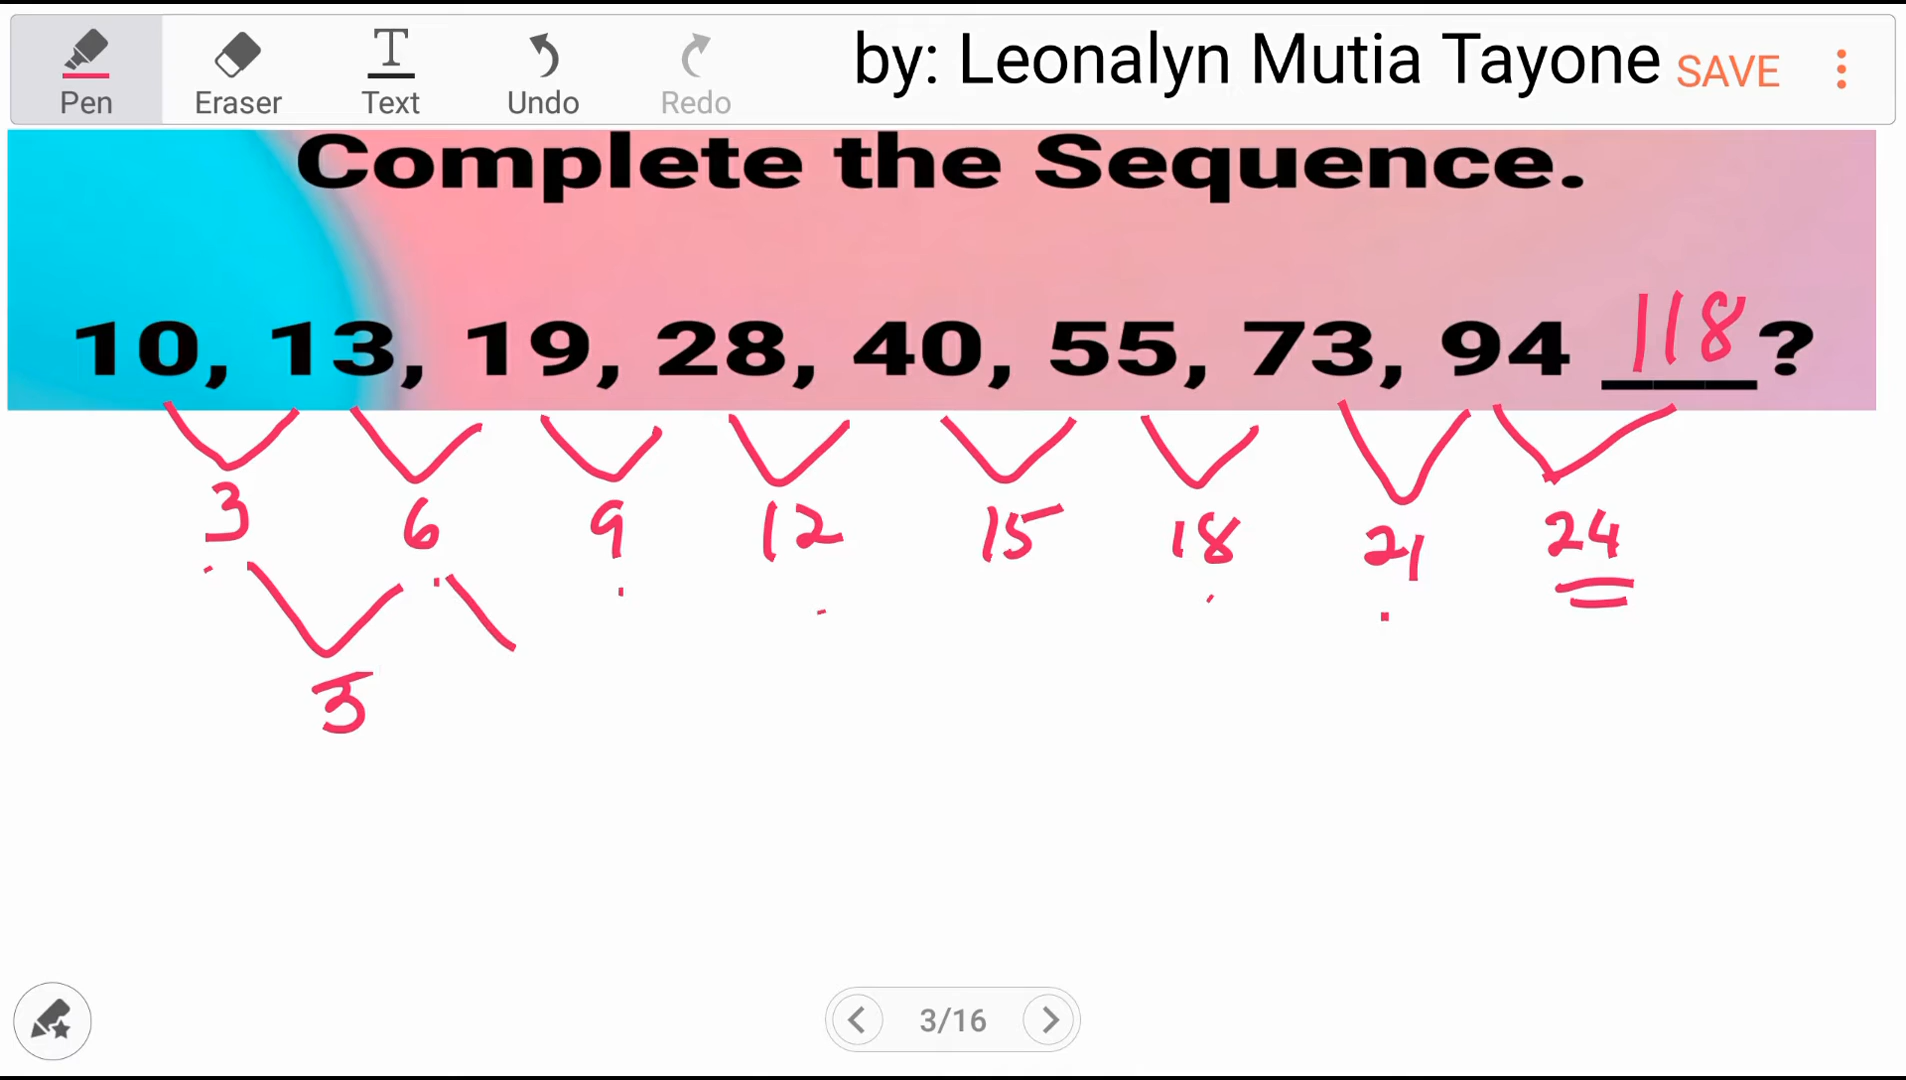 Pen Eraser Text Undo Redo by: Leonalyn Mutia Tayone SAVE
Complete the Sequence.
10, 13, 19, 28, 40, 55, 73, 94 118?
3 6 9 12 15 18 21 24
3
3/16